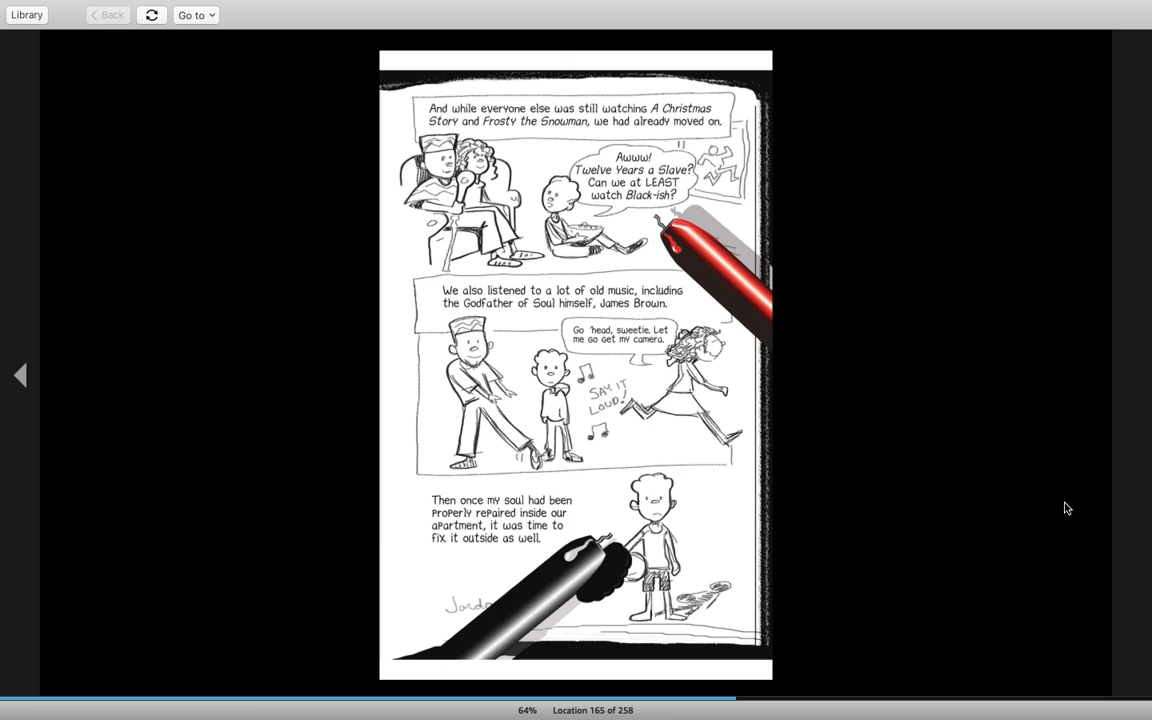 Library
Back
Go to
And while everyone else was still watching A Christmas
Story and Frosty the Snowman, we had already moved on.
Awww!
Twelve Years a Slave?
Can we at LEAST
watch Black-ish?
We also listened to a lot of old music, including
the Godfather of Soul himself, James Brown.
Go 'head, sweetie. Let
me go get my camera.
SAY IT
LOUD!
Then once my soul had been
properly repaired inside our
apartment, it was time to
fix it outside as well.
64% Location 165 of 258